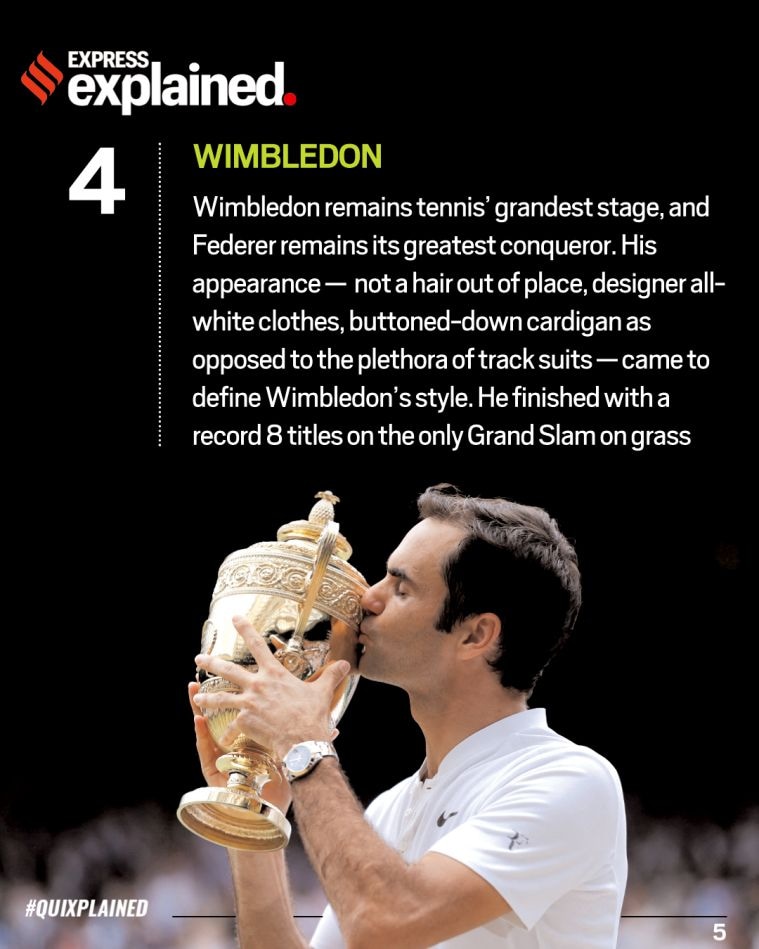 EXPRESS
explained.
4
WIMBLEDON
Wimbledon remains tennis’ grandest stage, and
Federer remains its greatest conqueror. His
appearance — not a hair out of place, designer all-
white clothes, buttoned-down cardigan as
opposed to the plethora of track suits — came to
define Wimbledon’s style. He finished with a
record 8 titles on the only Grand Slam on grass
#QUIXPLAINED
5